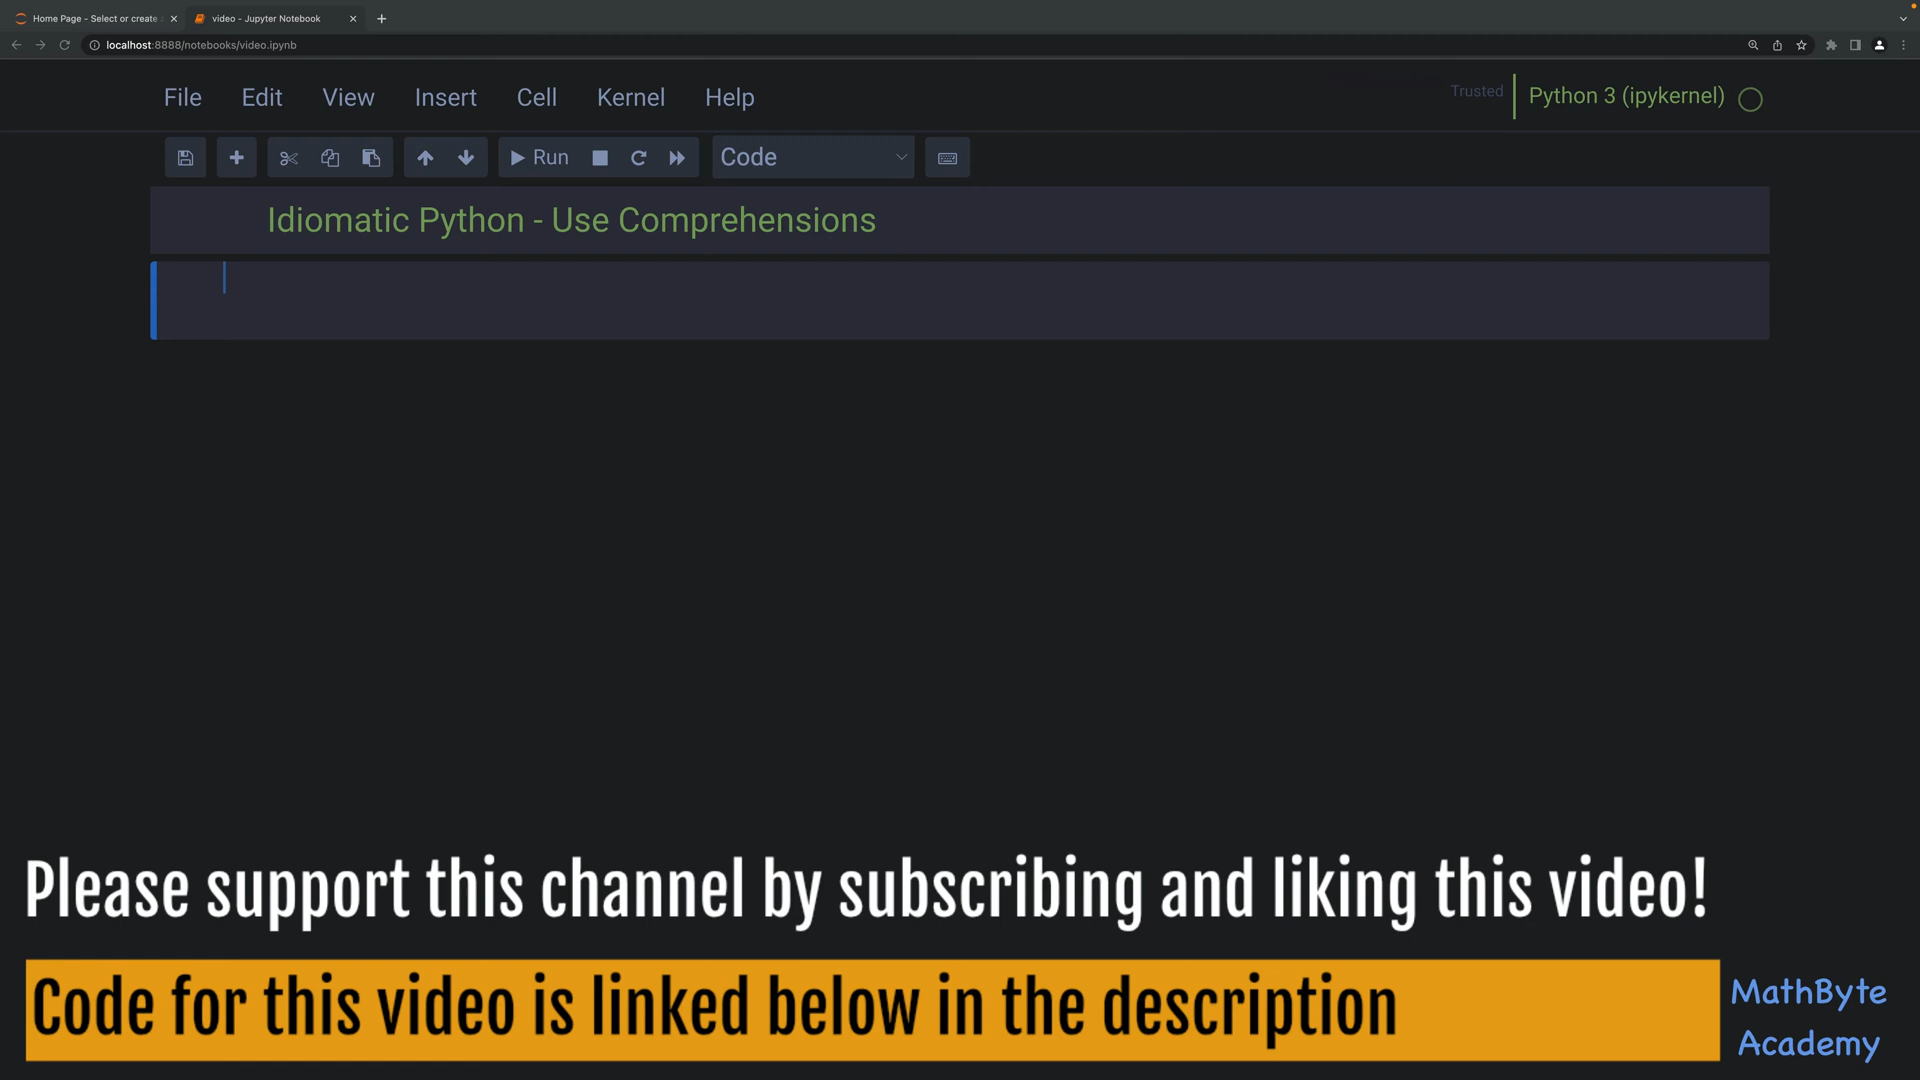 Home Page - Select or create a
video - Jupyter Notebook
localhost:8888/notebooks/video.ipynb
File Edit View Insert Cell Kernel Help
Trusted
Python 3 (ipykernel)
Run
Code
Idiomatic Python - Use Comprehensions
Please support this channel by subscribing and liking this video!
Code for this video is linked below in the description
MathByte
Academy